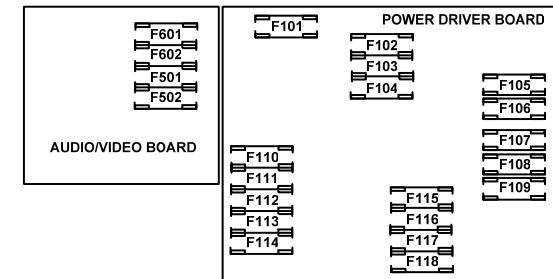 F601
F602
F501
F502
AUDIO/VIDEO BOARD
POWER DRIVER BOARD
F101
F102
F103
F104
F105
F106
F107
F108
F109
F110
F111
F112
F113
F114
F115
F116
F117
F118